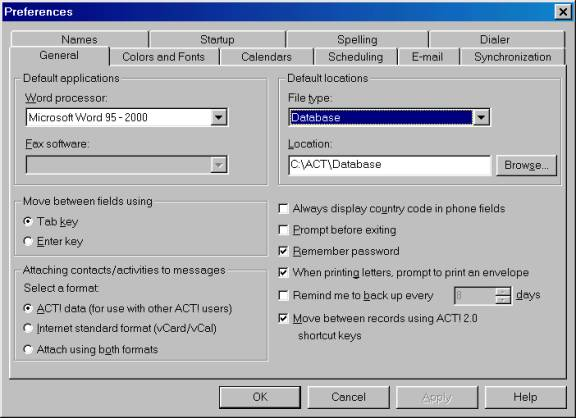 Preferences
Names Startup Spelling Dialer
General Colors and Fonts Calendars Scheduling E-mail Synchronization
Default applications
Word processor:
Microsoft Word 95 - 2000
Fax software:
Default locations
File type:
Database
Location:
C:\ACT\Database
Browse...
Move between fields using
Tab key
Enter key
Attaching contacts/activities to messages
Select a format:
ACT! data (for use with other ACT! users)
Internet standard format (vCard/vCal)
Attach using both formats
Always display country code in phone fields
Prompt before exiting
Remember password
When printing letters, prompt to print an envelope
Remind me to back up every 8 days
Move between records using ACT! 2.0
shortcut keys
OK Cancel Apply Help